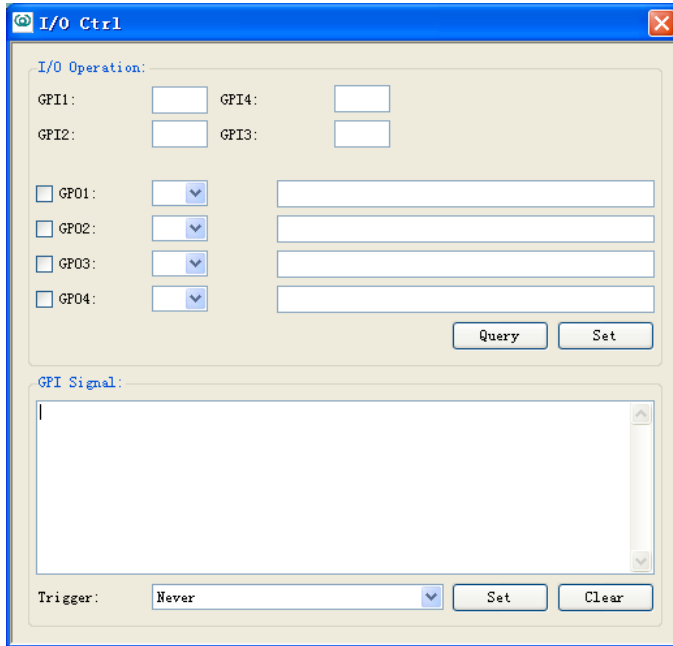 I/O Ctrl
I/O Operation:
GPI1: GPI4:
GPI2: GPI3:
GPO1:
GPO2:
GPO3:
GPO4:
Query Set
GPI Signal:
Trigger: Never Set Clear